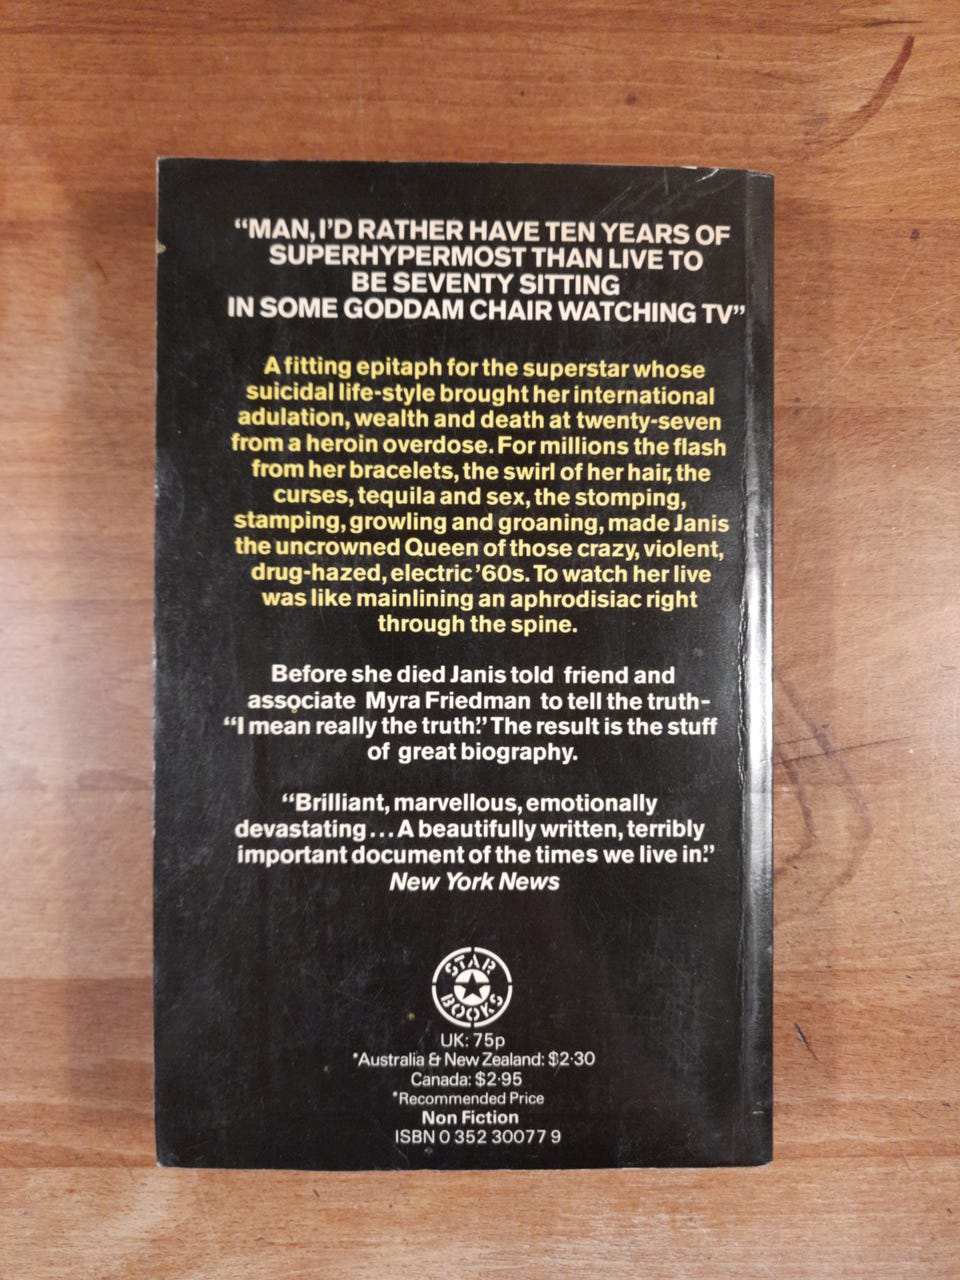 “MAN, I’D RATHER HAVE TEN YEARS OF
SUPERHYPERMOST THAN LIVE TO
BE SEVENTY SITTING
IN SOME GODDAM CHAIR WATCHING TV”
A fitting epitaph for the superstar whose
suicidal life-style brought her international
adulation, wealth and death at twenty-seven
from a heroin overdose. For millions the flash
from her bracelets, the swirl of her hair, the
curses, tequila and sex, the stomping,
stamping, growling and groaning, made Janis
the uncrowned Queen of those crazy, violent,
drug-hazed, electric ’60s. To watch her live
was like mainlining an aphrodisiac right
through the spine.
Before she died Janis told friend and
associate Myra Friedman to tell the truth-
“I mean really the truth.” The result is the stuff
of great biography.
“Brilliant, marvellous, emotionally
devastating...A beautifully written, terribly
important document of the times we live in.”
New York News
STAR
BOOKS
UK: 75p
*Australia & New Zealand: $2·30
Canada: $2·95
*Recommended Price
Non Fiction
ISBN 0 352 30077 9